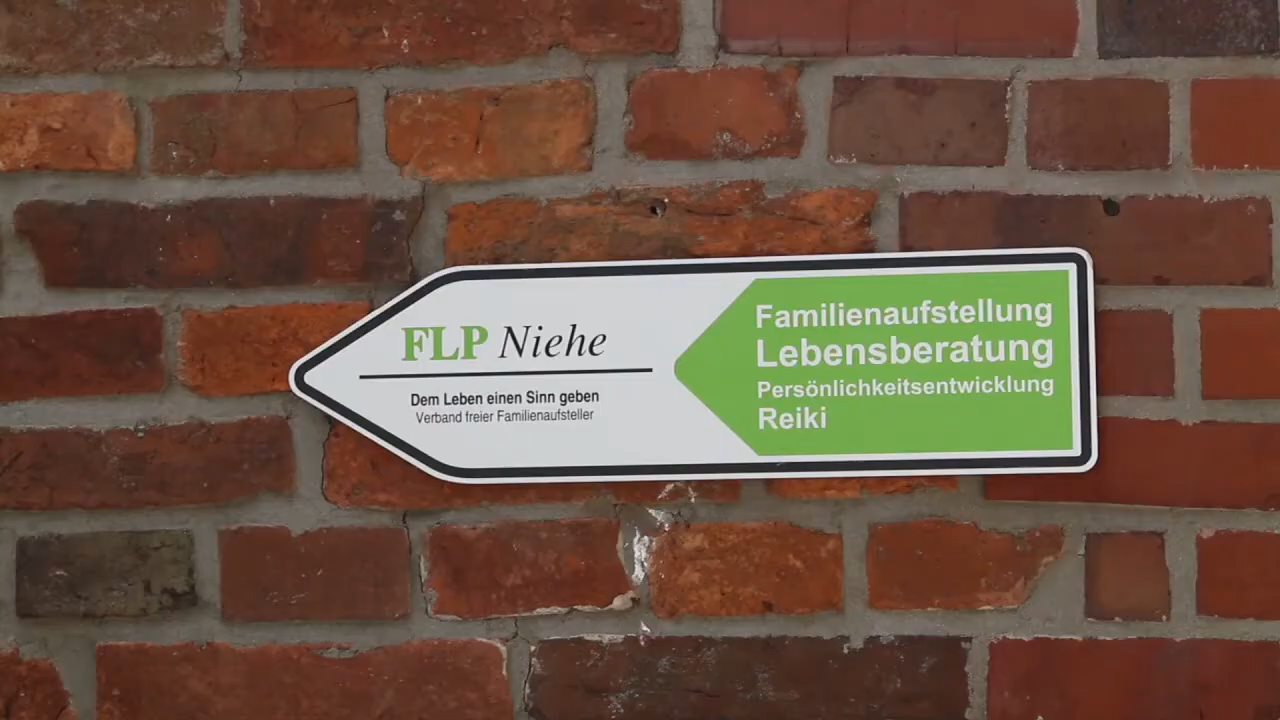 FLP Niehe
Dem Leben einen Sinn geben
Verband freier Familienaufsteller
Familienaufstellung
Lebensberatung
Persönlichkeitsentwicklung
Reiki